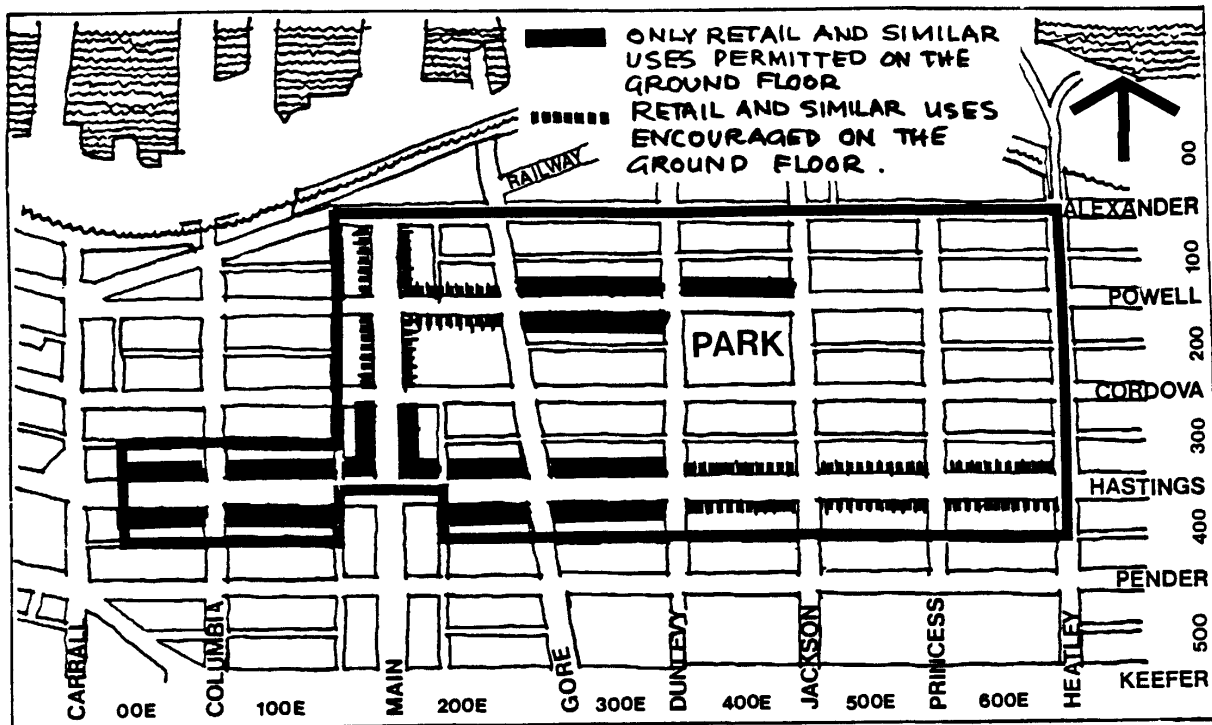 ONLY RETAIL AND SIMILAR
USES PERMITTED ON THE
GROUND FLOOR
RETAIL AND SIMILAR USES
ENCOURAGED ON THE
GROUND FLOOR.
RAILWAY
00
ALEXANDER
100
POWELL
PARK
200
CORDOVA
300
HASTINGS
400
PENDER
500
KEEFER
CARRALL
00E
COLUMBIA
100E
MAIN
200E
GORE
300E
DUNLEVY
400E
JACKSON
500E
PRINCESS
600E
HEATLEY